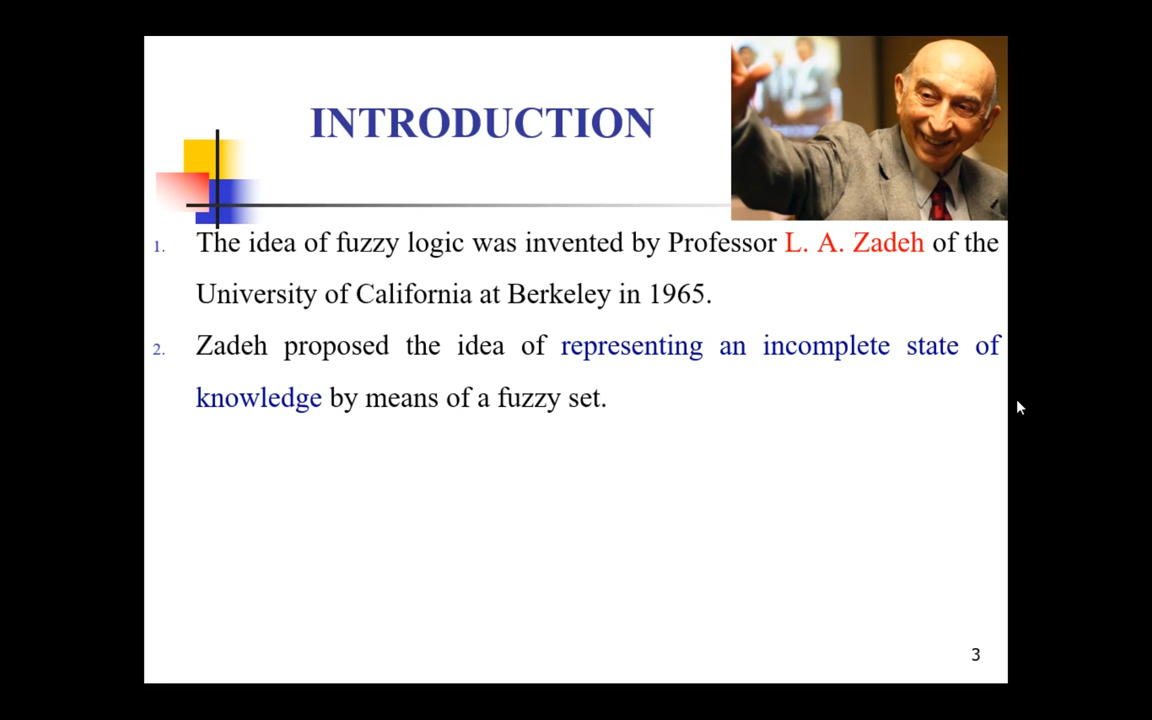 INTRODUCTION
1. The idea of fuzzy logic was invented by Professor L. A. Zadeh of the
University of California at Berkeley in 1965.
2. Zadeh proposed the idea of representing an incomplete state of
knowledge by means of a fuzzy set.
3